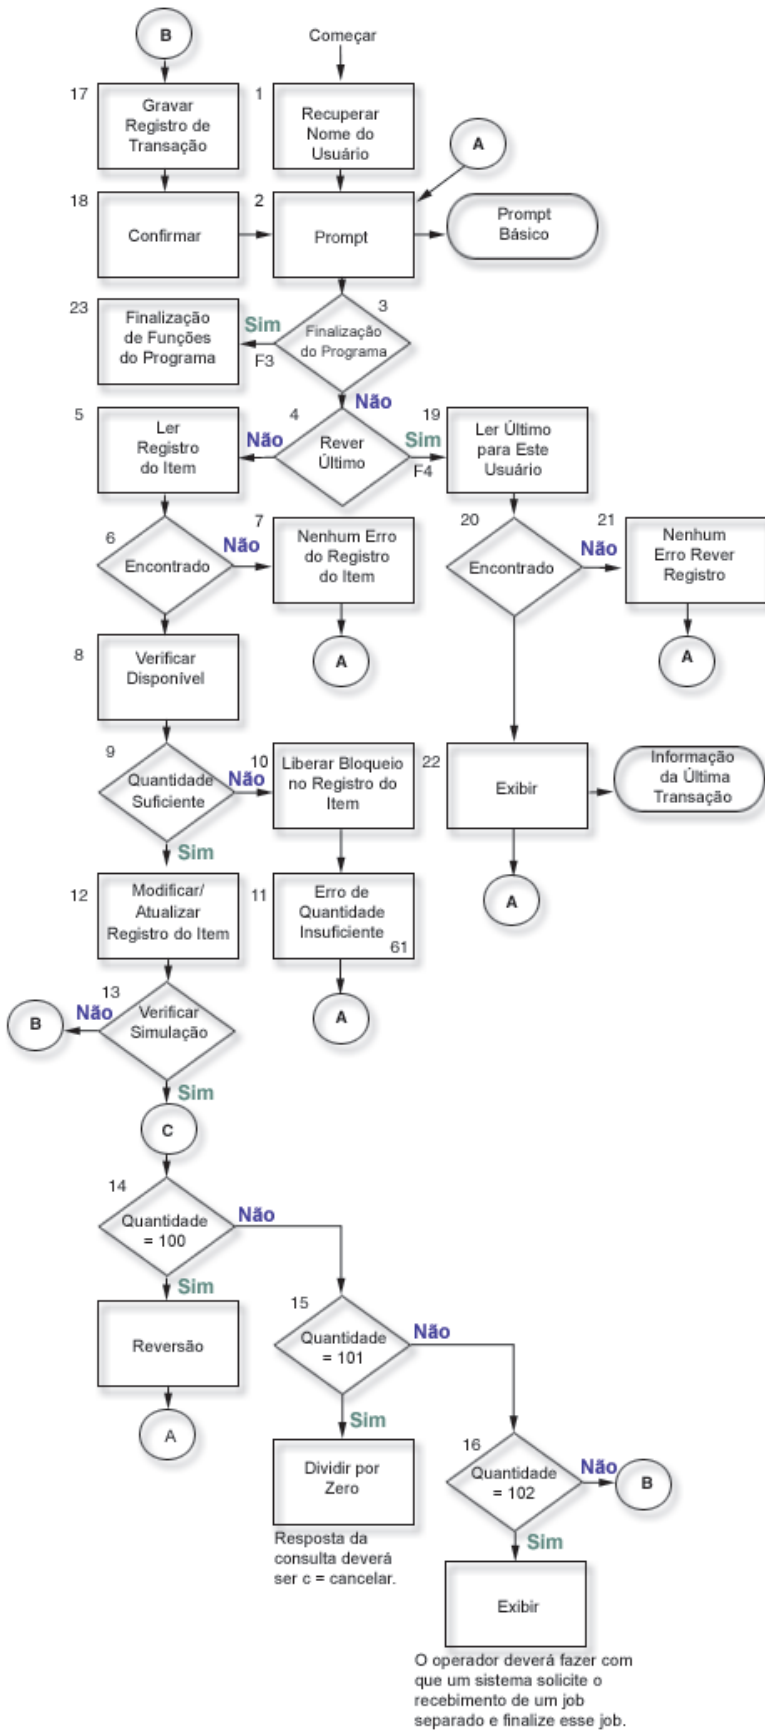 B
Começar
17
Gravar
Registro de
Transação
1
Recuperar
Nome do
Usuário
A
18
Confirmar
2
Prompt
Prompt
Básico
23
Finalização
de Funções
do Programa
Sim
F3
3
Finalização
do Programa
Não
5
Ler
Registro
do Item
Não
4
Rever
Último
Sim
F4
19
Ler Último
para Este
Usuário
6
Encontrado
Não
7
Nenhum Erro
do Registro
do Item
A
20
Encontrado
Não
21
Nenhum
Erro Rever
Registro
A
8
Verificar
Disponível
9
Quantidade
Suficiente
Não
Sim
10
Liberar Bloqueio
no Registro do
Item
22
Exibir
Informação
da Última
Transação
A
12
Modificar/
Atualizar
Registro do Item
11
Erro de
Quantidade
Insuficiente
61
A
13
Verificar
Simulação
Não
B
Sim
C
14
Quantidade
= 100
Não
Sim
Reversão
A
15
Quantidade
= 101
Não
Sim
Dividir por
Zero
Resposta da
consulta deverá
ser c = cancelar.
16
Quantidade
= 102
Não
B
Sim
Exibir
O operador deverá fazer com
que um sistema solicite o
recebimento de um job
separado e finalize esse job.